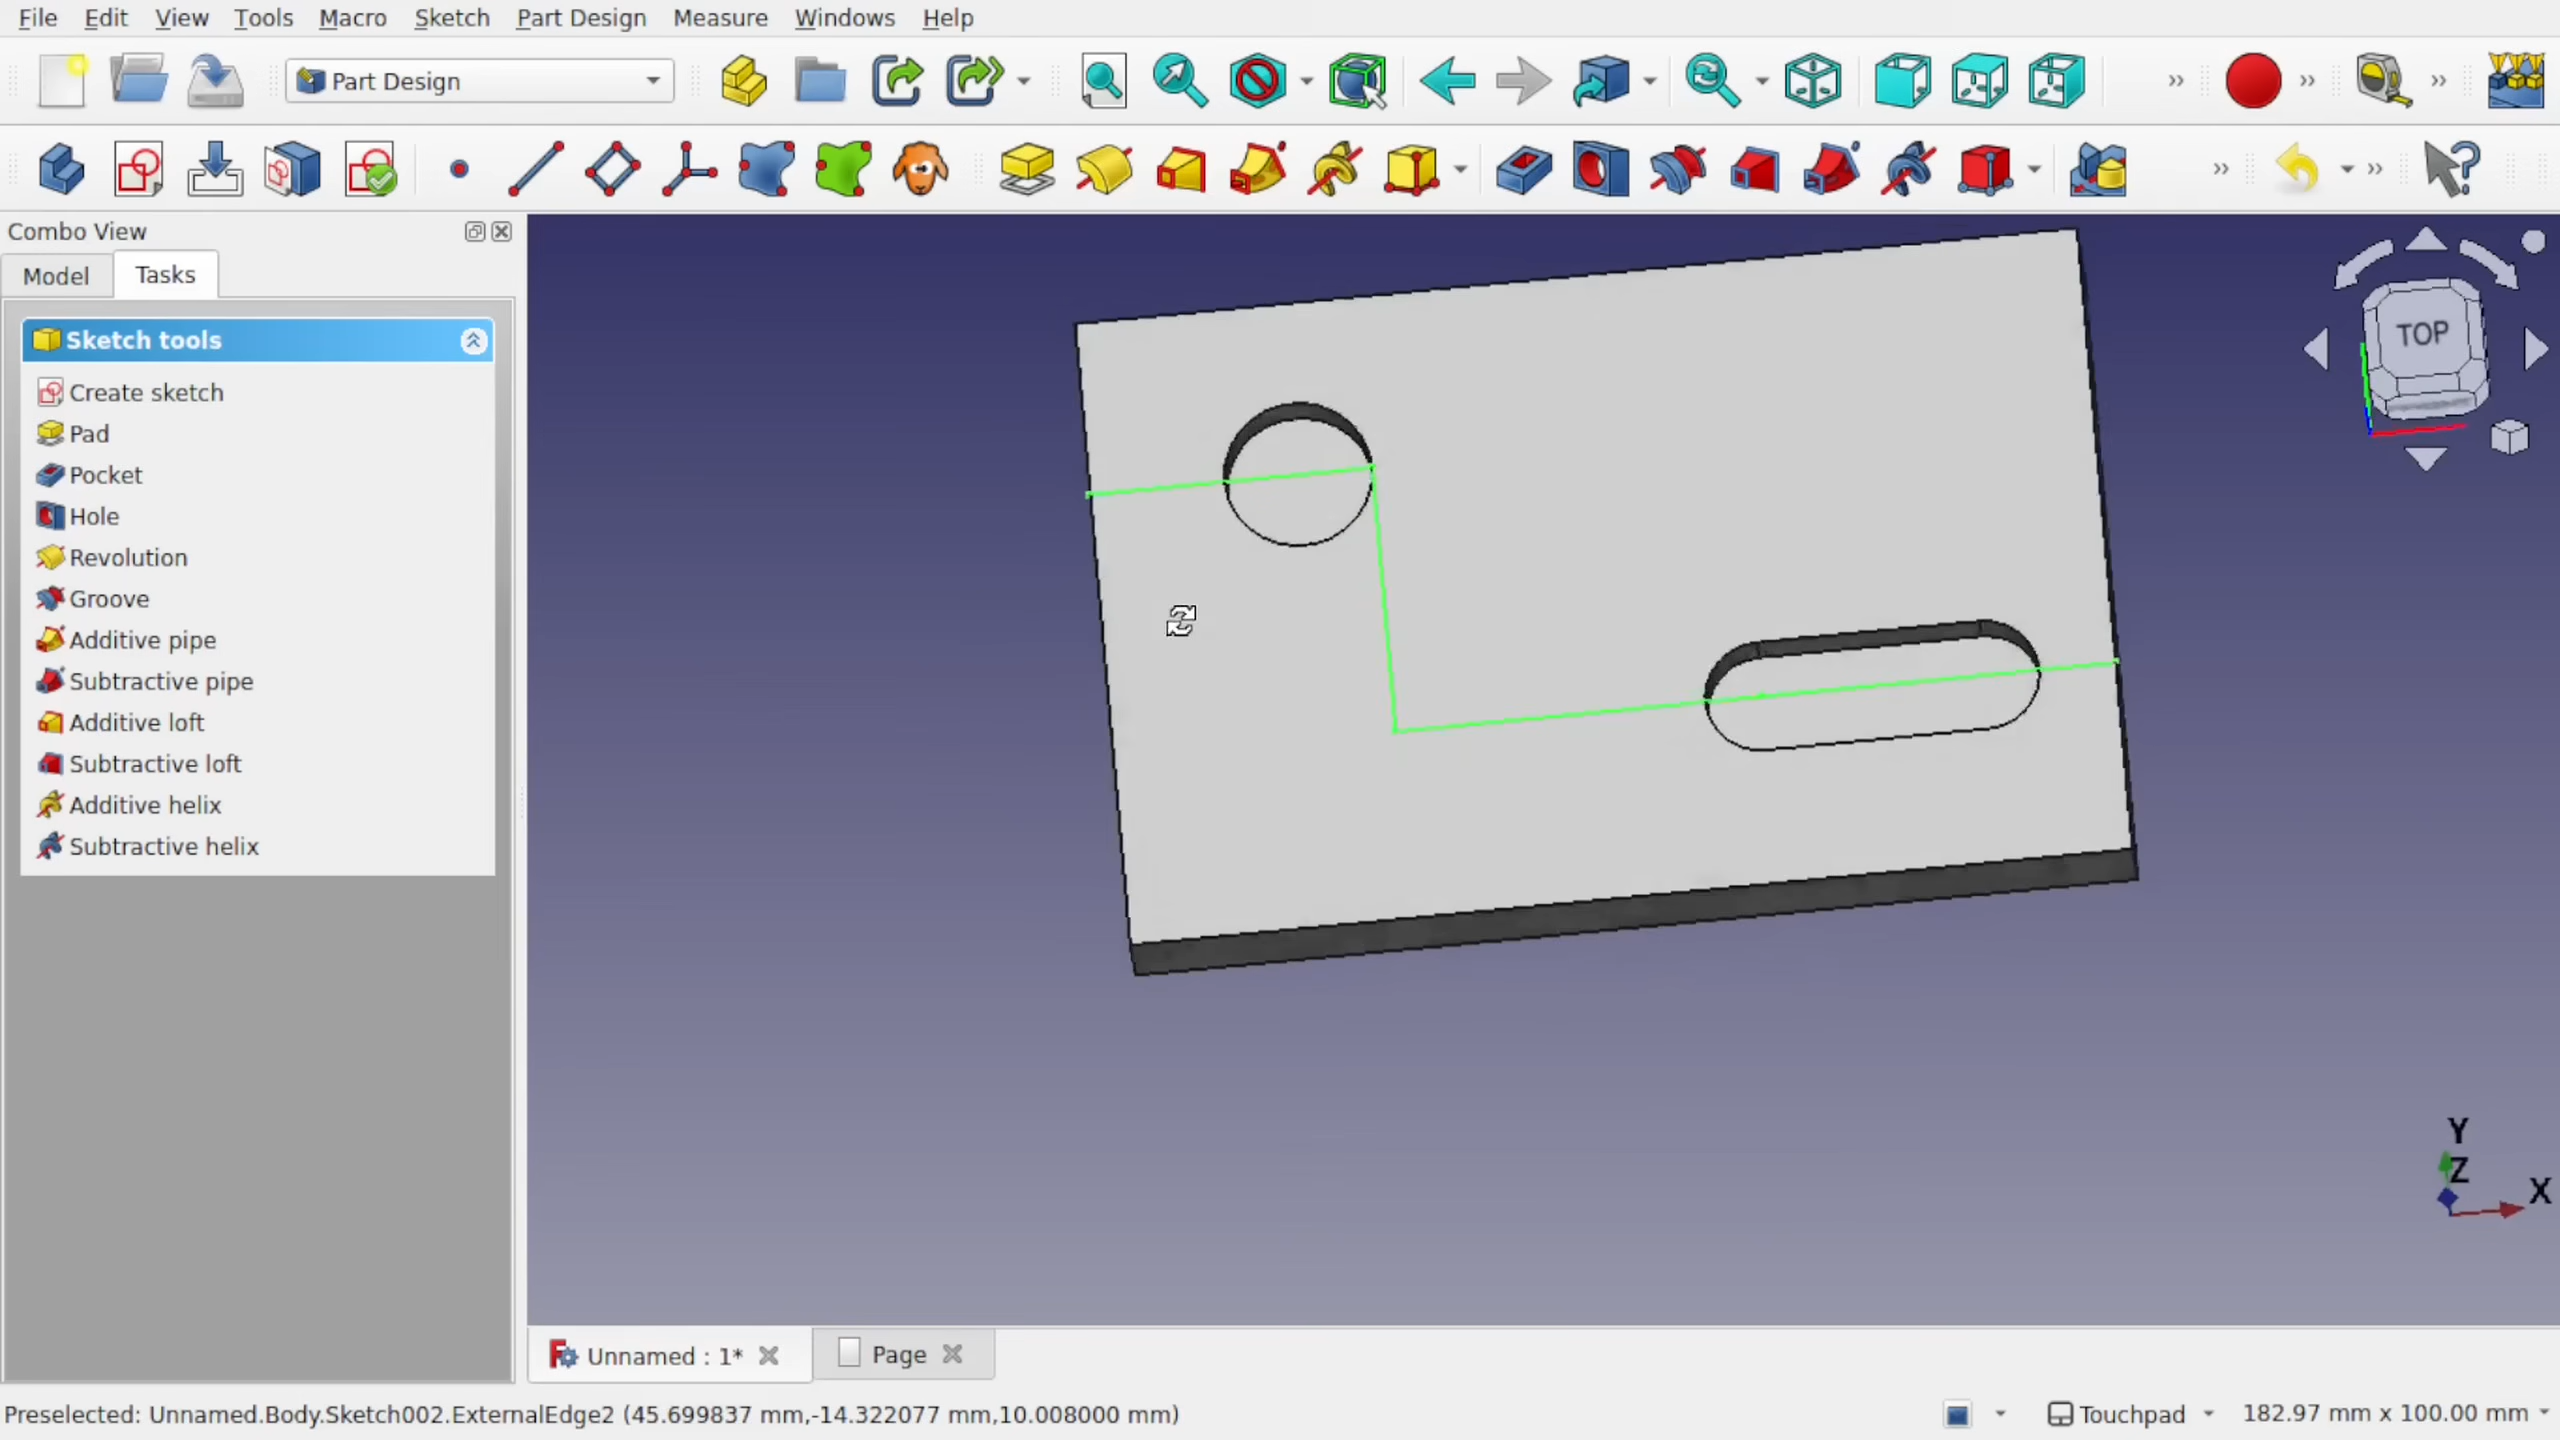 File Edit View Tools Macro Sketch Part Design Measure Windows Help
Part Design
Combo View
Model Tasks
Sketch tools
Create sketch
Pad
Pocket
Hole
Revolution
Groove
Additive pipe
Subtractive pipe
Additive loft
Subtractive loft
Additive helix
Subtractive helix
TOP
Y
Z
X
Unnamed : 1* Page
Preselected: Unnamed.Body.Sketch002.ExternalEdge2 (45.699837 mm,-14.322077 mm,10.008000 mm) Touchpad 182.97 mm x 100.00 mm